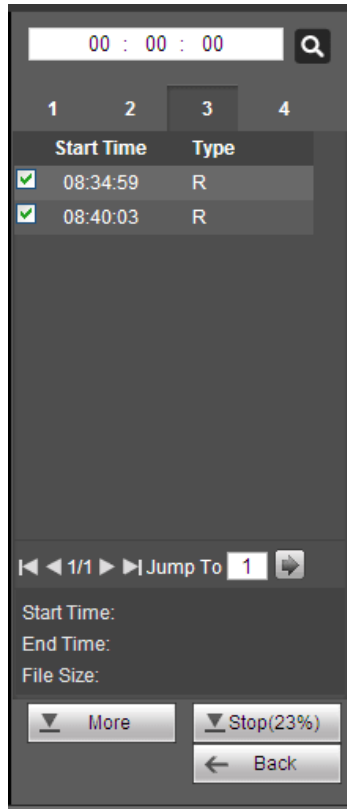 00 : 00 : 00
1 2 3 4
Start Time Type
08:34:59 R
08:40:03 R
1/1 Jump To 1
Start Time:
End Time:
File Size:
More Stop(23%)
Back